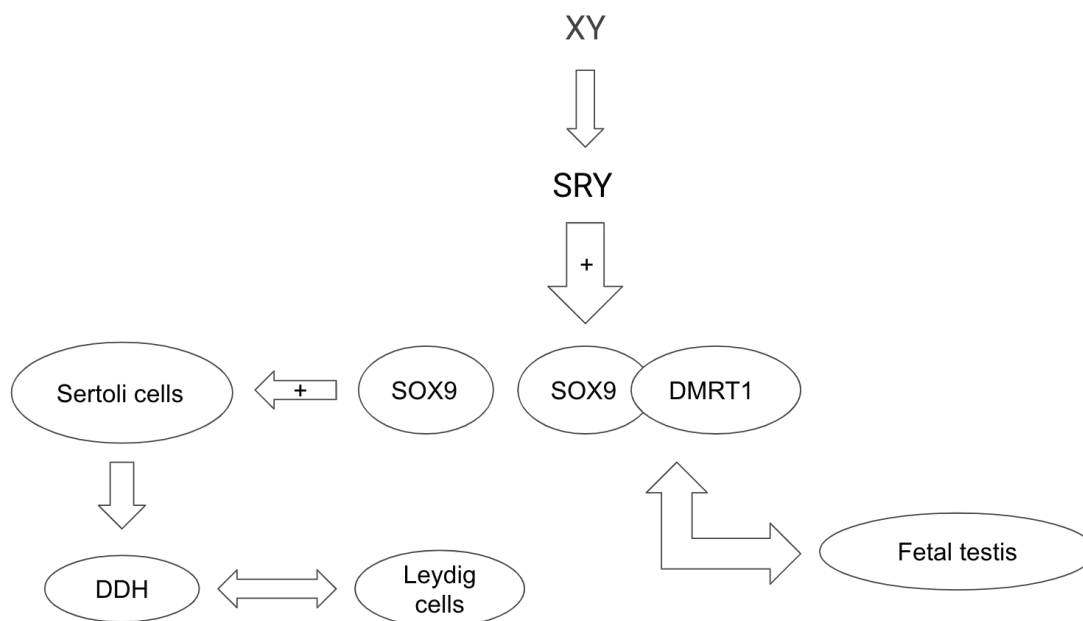 XY
SRY
+
Sertoli cells
+
SOX9
SOX9
DMRT1
DDH
Leydig
cells
Fetal testis